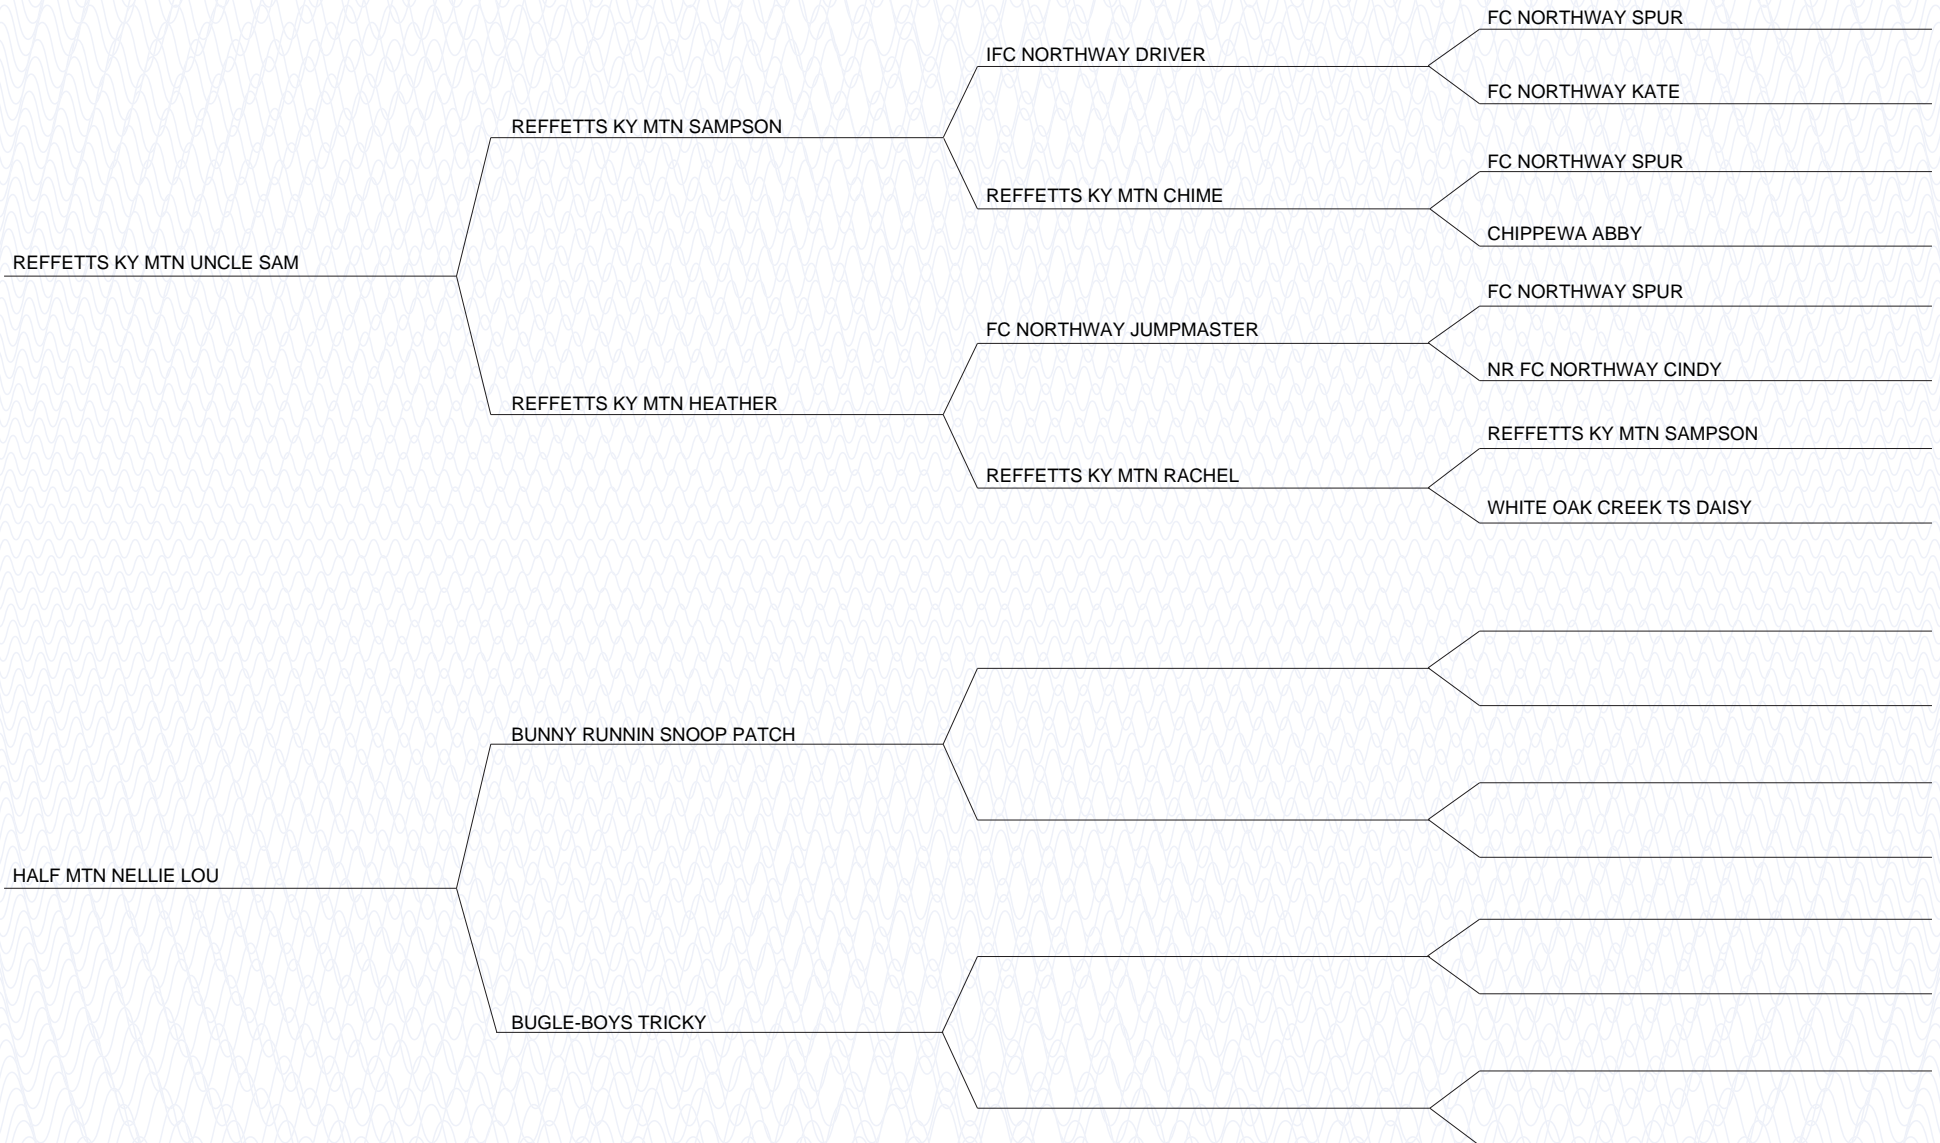 FC NORTHWAY SPUR
IFC NORTHWAY DRIVER
FC NORTHWAY KATE
REFFETTS KY MTN SAMPSON
FC NORTHWAY SPUR
REFFETTS KY MTN CHIME
CHIPPEWA ABBY
REFFETTS KY MTN UNCLE SAM
FC NORTHWAY SPUR
FC NORTHWAY JUMPMASTER
NR FC NORTHWAY CINDY
REFFETTS KY MTN HEATHER
REFFETTS KY MTN SAMPSON
REFFETTS KY MTN RACHEL
WHITE OAK CREEK TS DAISY
BUNNY RUNNIN SNOOP PATCH
HALF MTN NELLIE LOU
BUGLE-BOYS TRICKY